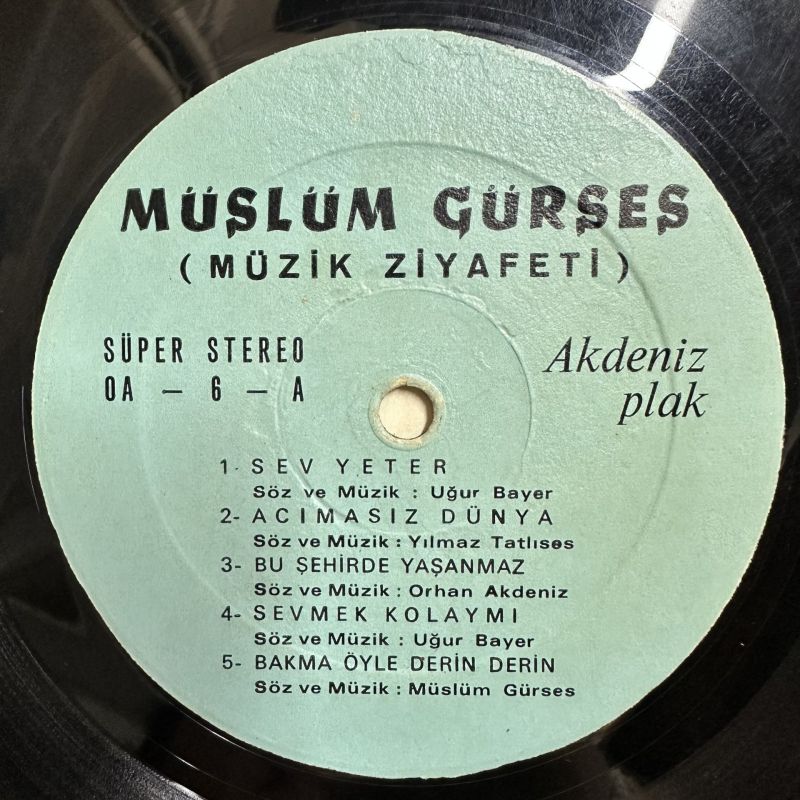 MÜŞLÜM GÜRŞEŞ
(MÜZİK ZİYAFETİ)
SÜPER STEREO
OA – 6 – A
Akdeniz
plak
1- SEV YETER
Söz ve Müzik : Uğur Bayer
2- ACIMASIZ DÜNYA
Söz ve Müzik : Yılmaz Tatlıses
3- BU ŞEHİRDE YAŞANMAZ
Söz ve Müzik : Orhan Akdeniz
4- SEVMEK KOLAYMI
Söz ve Müzik : Uğur Bayer
5- BAKMA ÖYLE DERİN DERİN
Söz ve Müzik : Müslüm Gürses